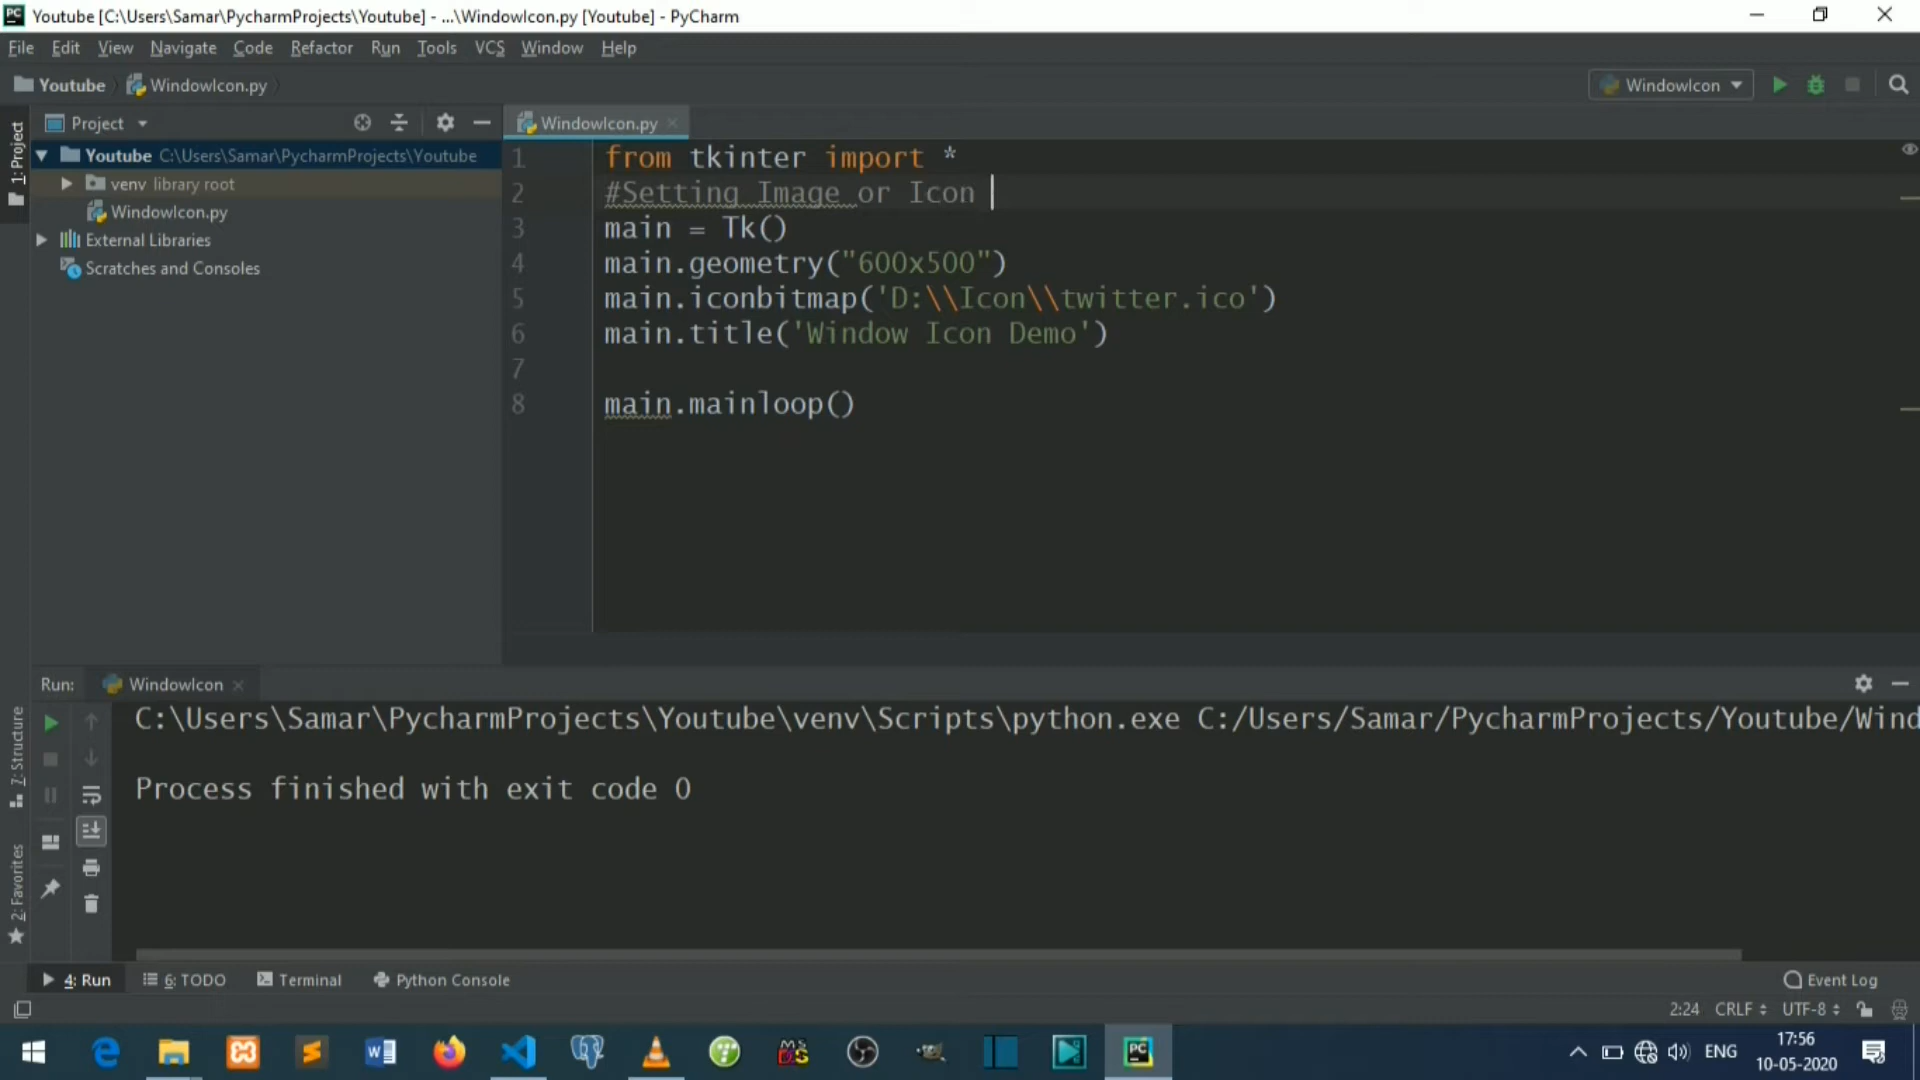 Youtube [C:\Users\Samar\PycharmProjects\Youtube] - ...\WindowIcon.py [Youtube] - PyCharm
File Edit View Navigate Code Refactor Run Tools VCS Window Help
Youtube WindowIcon.py WindowIcon
1: Project
Project
Youtube C:\Users\Samar\PycharmProjects\Youtube
venv library root
WindowIcon.py
External Libraries
Scratches and Consoles
WindowIcon.py
1 from tkinter import *
2 #Setting Image or Icon
3 main = Tk()
4 main.geometry("600x500")
5 main.iconbitmap('D:\\Icon\\twitter.ico')
6 main.title('Window Icon Demo')
7
8 main.mainloop()
Run: WindowIcon
C:\Users\Samar\PycharmProjects\Youtube\venv\Scripts\python.exe C:/Users/Samar/PycharmProjects/Youtube/Wind
Process finished with exit code 0
7: Structure
2: Favorites
4: Run 6: TODO Terminal Python Console Event Log
2:24 CRLF UTF-8
ENG 17:56
10-05-2020